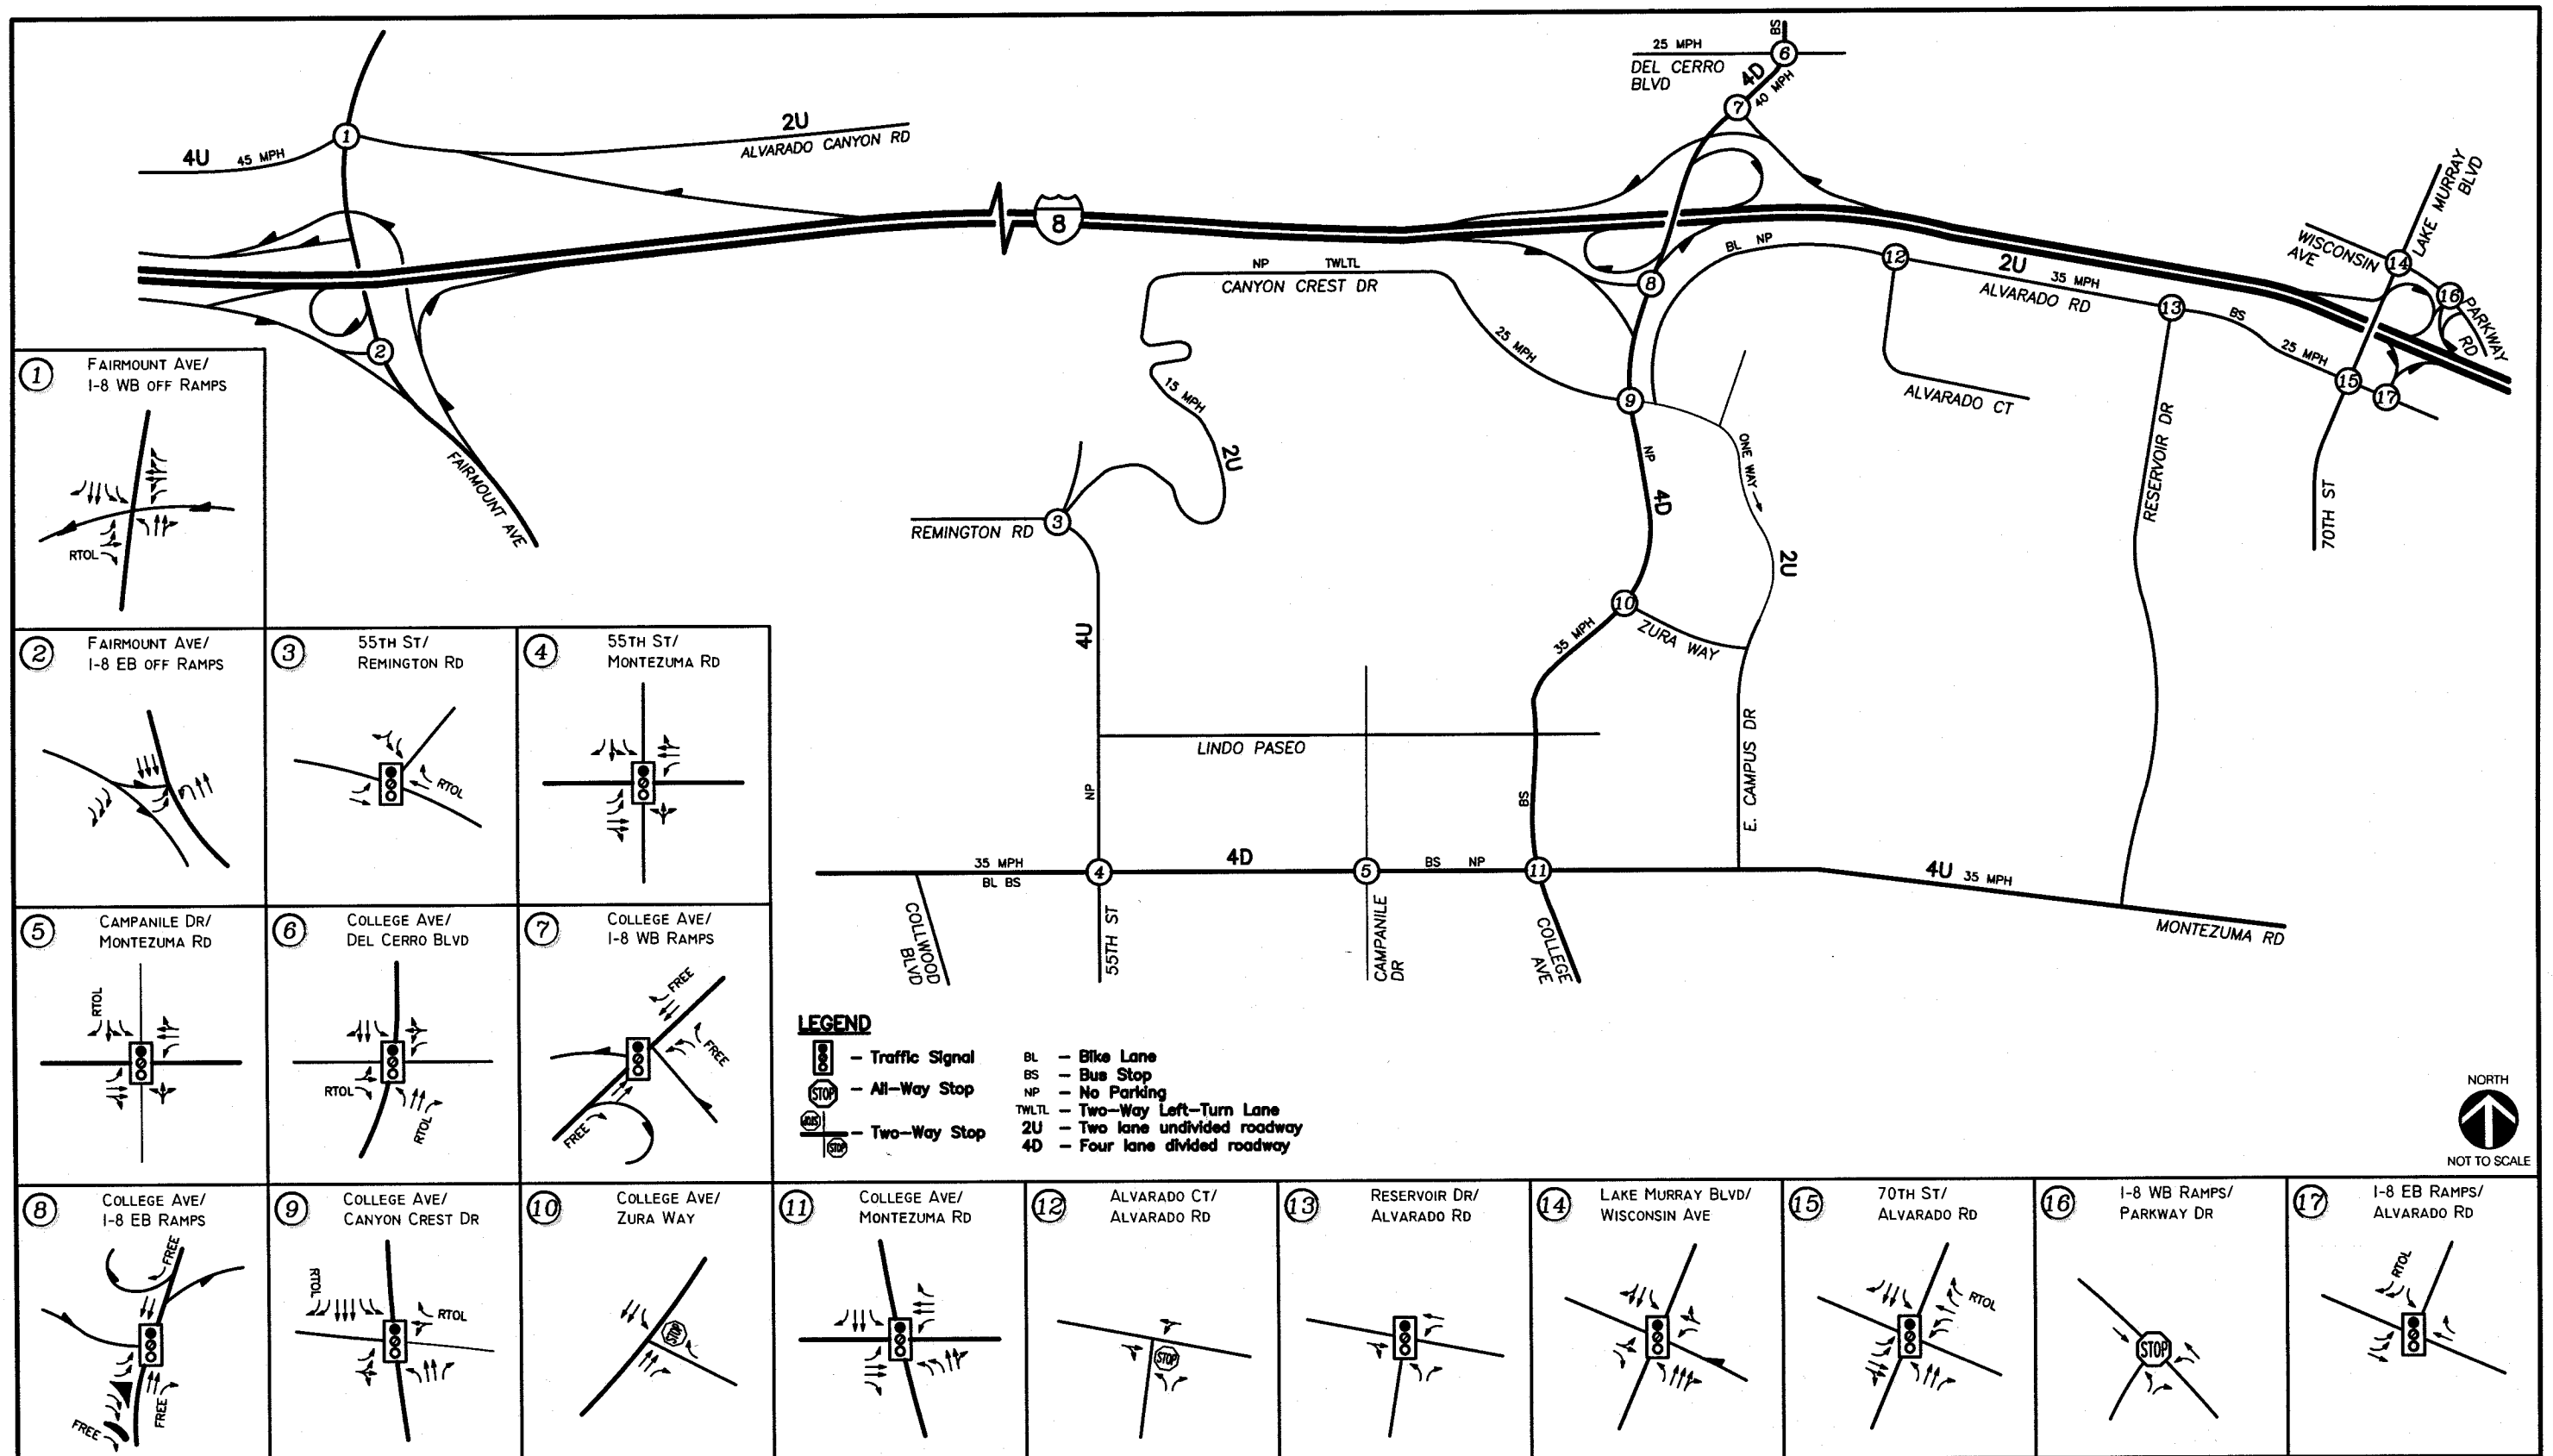 BS
25 MPH
6
DEL CERRO
BLVD
4D
40 MPH
7
1
2U
ALVARADO CANYON RD
4U 45 MPH
8
LAKE MURRAY
BLVD
WISCONSIN
AVE
14
BL NP
12
2U
35 MPH
ALVARADO RD
16
PARKWAY
RD
NP TWLTL
CANYON CREST DR
8
13
BS
25 MPH
2
15
17
25 MPH
15 MPH
9
ALVARADO CT
FAIRMOUNT AVE
2U
NP
4D
ONE WAY
RESERVOIR DR
70TH ST
REMINGTON RD
3
2U
4U
10
35 MPH
ZURA WAY
LINDO PASEO
E. CAMPUS DR
NP
BS
35 MPH
4
4D
5
BS NP
11
4U 35 MPH
BL BS
COLLWOOD
BLVD
55TH ST
CAMPANILE
DR
COLLEGE
AVE
MONTEZUMA RD
1
FAIRMOUNT AVE/
I-8 WB OFF RAMPS
RTOL
2
FAIRMOUNT AVE/
I-8 EB OFF RAMPS
3
55TH ST/
REMINGTON RD
RTOL
4
55TH ST/
MONTEZUMA RD
5
CAMPANILE DR/
MONTEZUMA RD
RTOL
6
COLLEGE AVE/
DEL CERRO BLVD
RTOL
RTOL
7
COLLEGE AVE/
I-8 WB RAMPS
FREE
FREE
FREE
LEGEND
– Traffic Signal
STOP – All-Way Stop
STOP
– Two-Way Stop
STOP
BL – Bike Lane
BS – Bus Stop
NP – No Parking
TWLTL – Two-Way Left-Turn Lane
2U – Two lane undivided roadway
4D – Four lane divided roadway
NORTH
NOT TO SCALE
8
COLLEGE AVE/
I-8 EB RAMPS
FREE
FREE
FREE
9
COLLEGE AVE/
CANYON CREST DR
RTOL
RTOL
10
COLLEGE AVE/
ZURA WAY
STOP
11
COLLEGE AVE/
MONTEZUMA RD
12
ALVARADO CT/
ALVARADO RD
STOP
13
RESERVOIR DR/
ALVARADO RD
14
LAKE MURRAY BLVD/
WISCONSIN AVE
15
70TH ST/
ALVARADO RD
RTOL
16
I-8 WB RAMPS/
PARKWAY DR
STOP
17
I-8 EB RAMPS/
ALVARADO RD
RTOL